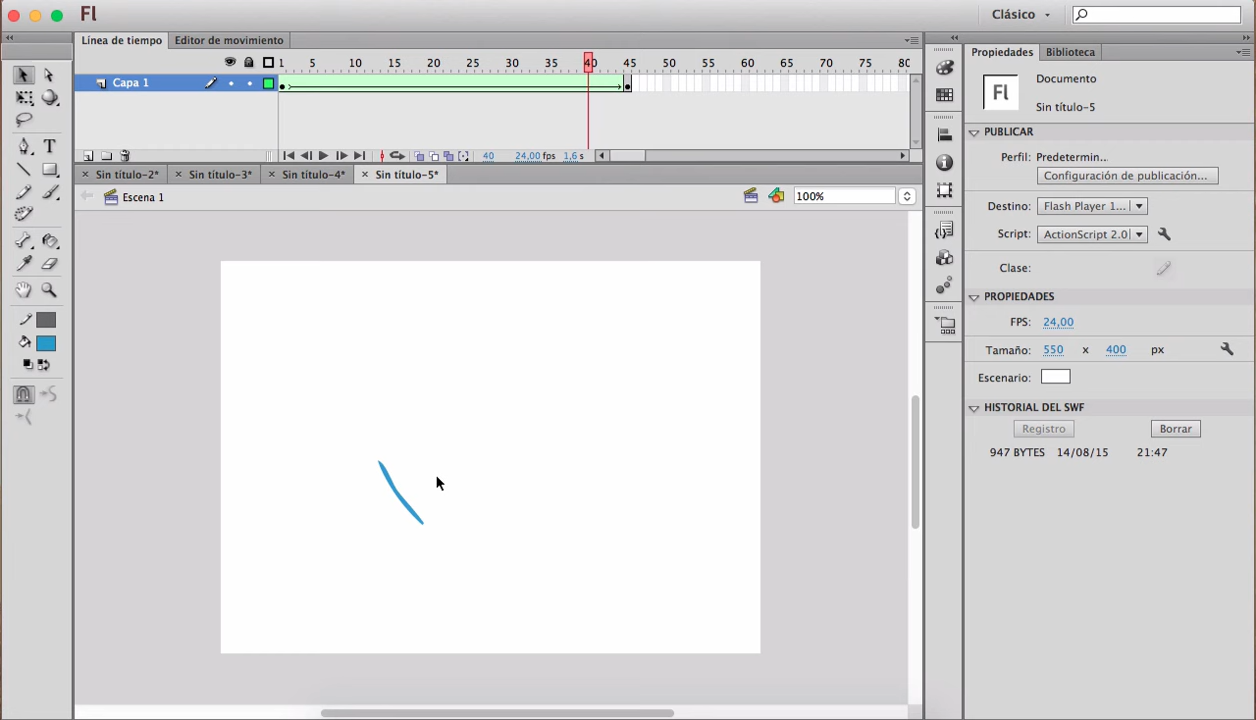 Fl
Clásico
Línea de tiempo Editor de movimiento
1 5 10 15 20 25 30 35 40 45 50 55 60 65 70 75 80
Capa 1
40 24,00 fps 1,6 s
Sin título-2* Sin título-3* Sin título-4* Sin título-5*
Escena 1 100%
Propiedades Biblioteca
Fl
Documento
Sin título-5
PUBLICAR
Perfil: Predetermin...
Configuración de publicación...
Destino: Flash Player 1...
Script: ActionScript 2.0
Clase:
PROPIEDADES
FPS: 24,00
Tamaño: 550 x 400 px
Escenario:
HISTORIAL DEL SWF
Registro Borrar
947 BYTES 14/08/15 21:47